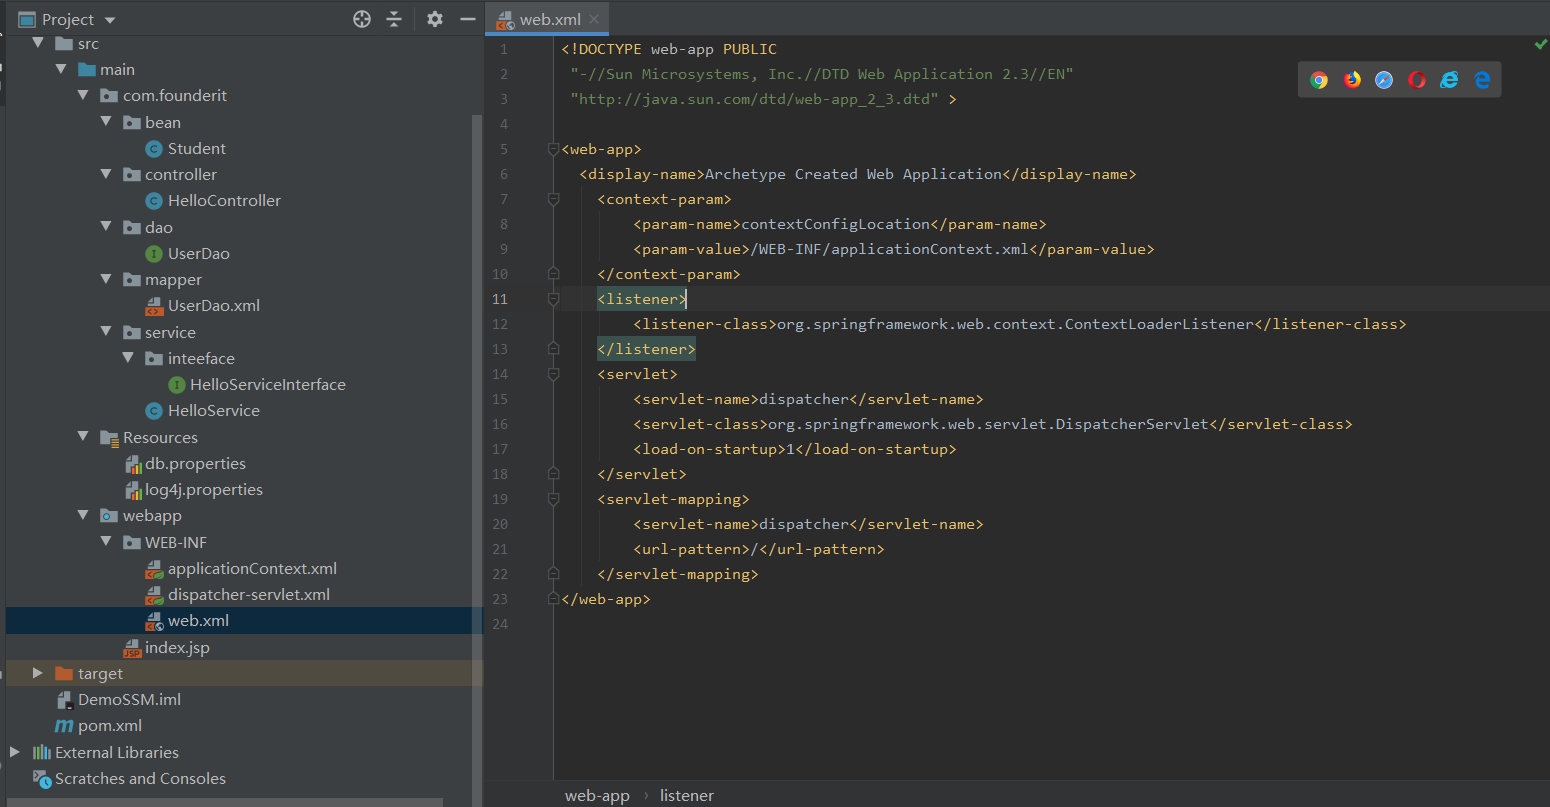 Project
src
main
com.founderit
bean
Student
controller
HelloController
dao
UserDao
mapper
UserDao.xml
service
inteeface
HelloServiceInterface
HelloService
Resources
db.properties
log4j.properties
webapp
WEB-INF
applicationContext.xml
dispatcher-servlet.xml
web.xml
index.jsp
target
DemoSSM.iml
pom.xml
External Libraries
Scratches and Consoles
web.xml
1 <!DOCTYPE web-app PUBLIC
2 "-//Sun Microsystems, Inc.//DTD Web Application 2.3//EN"
3 "http://java.sun.com/dtd/web-app_2_3.dtd" >
4
5 <web-app>
6 <display-name>Archetype Created Web Application</display-name>
7 <context-param>
8 <param-name>contextConfigLocation</param-name>
9 <param-value>/WEB-INF/applicationContext.xml</param-value>
10 </context-param>
11 <listener>
12 <listener-class>org.springframework.web.context.ContextLoaderListener</listener-class>
13 </listener>
14 <servlet>
15 <servlet-name>dispatcher</servlet-name>
16 <servlet-class>org.springframework.web.servlet.DispatcherServlet</servlet-class>
17 <load-on-startup>1</load-on-startup>
18 </servlet>
19 <servlet-mapping>
20 <servlet-name>dispatcher</servlet-name>
21 <url-pattern>/</url-pattern>
22 </servlet-mapping>
23 </web-app>
24
web-app › listener